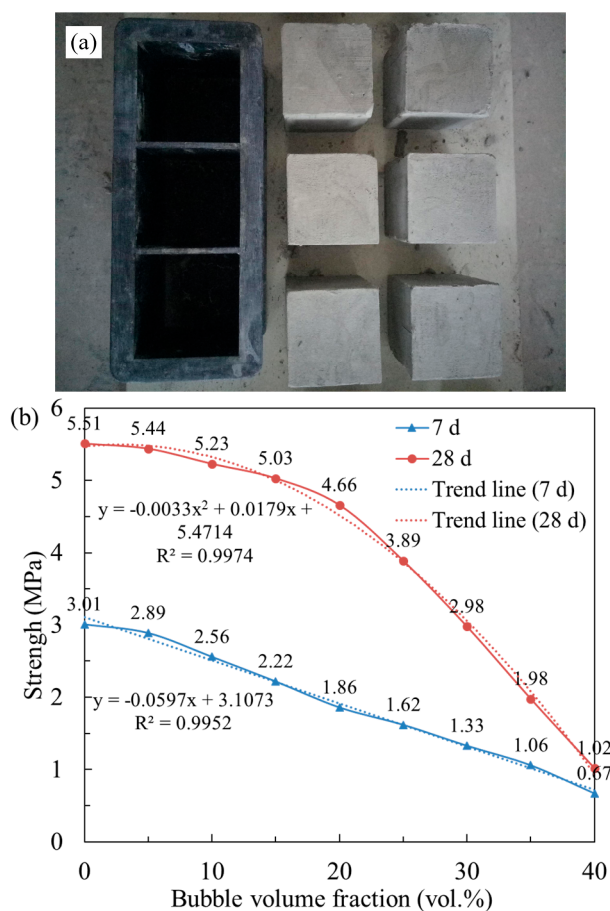 (a)
(b)
6
5
4
3
2
1
0
Strengh (MPa)
5.51
5.44
5.23
5.03
4.66
3.89
2.98
1.98
1.02
y = -0.0033x² + 0.0179x +
5.4714
R² = 0.9974
3.01
2.89
2.56
2.22
1.86
1.62
1.33
1.06
0.67
y = -0.0597x + 3.1073
R² = 0.9952
7 d
28 d
Trend line (7 d)
Trend line (28 d)
0 10 20 30 40
Bubble volume fraction (vol.%)